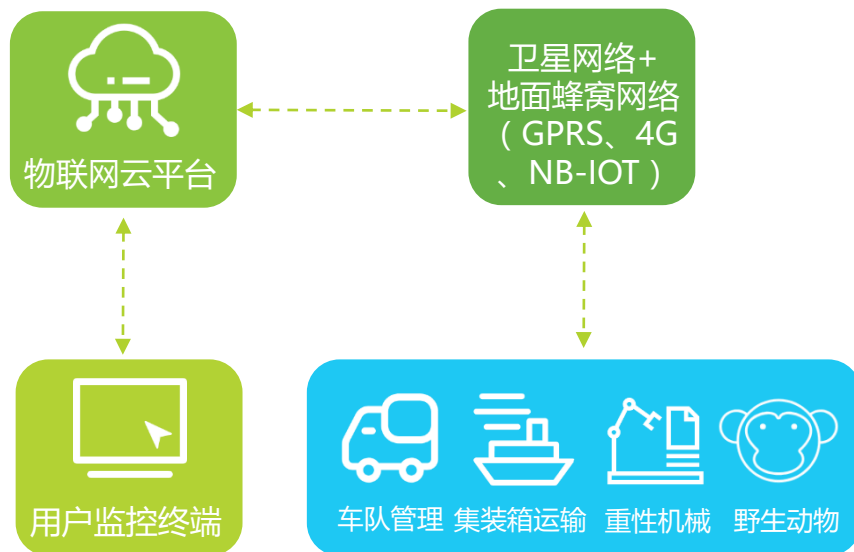 物联网云平台
卫星网络+
地面蜂窝网络
（GPRS、4G
、NB-IOT）
用户监控终端
车队管理 集装箱运输 重性机械 野生动物